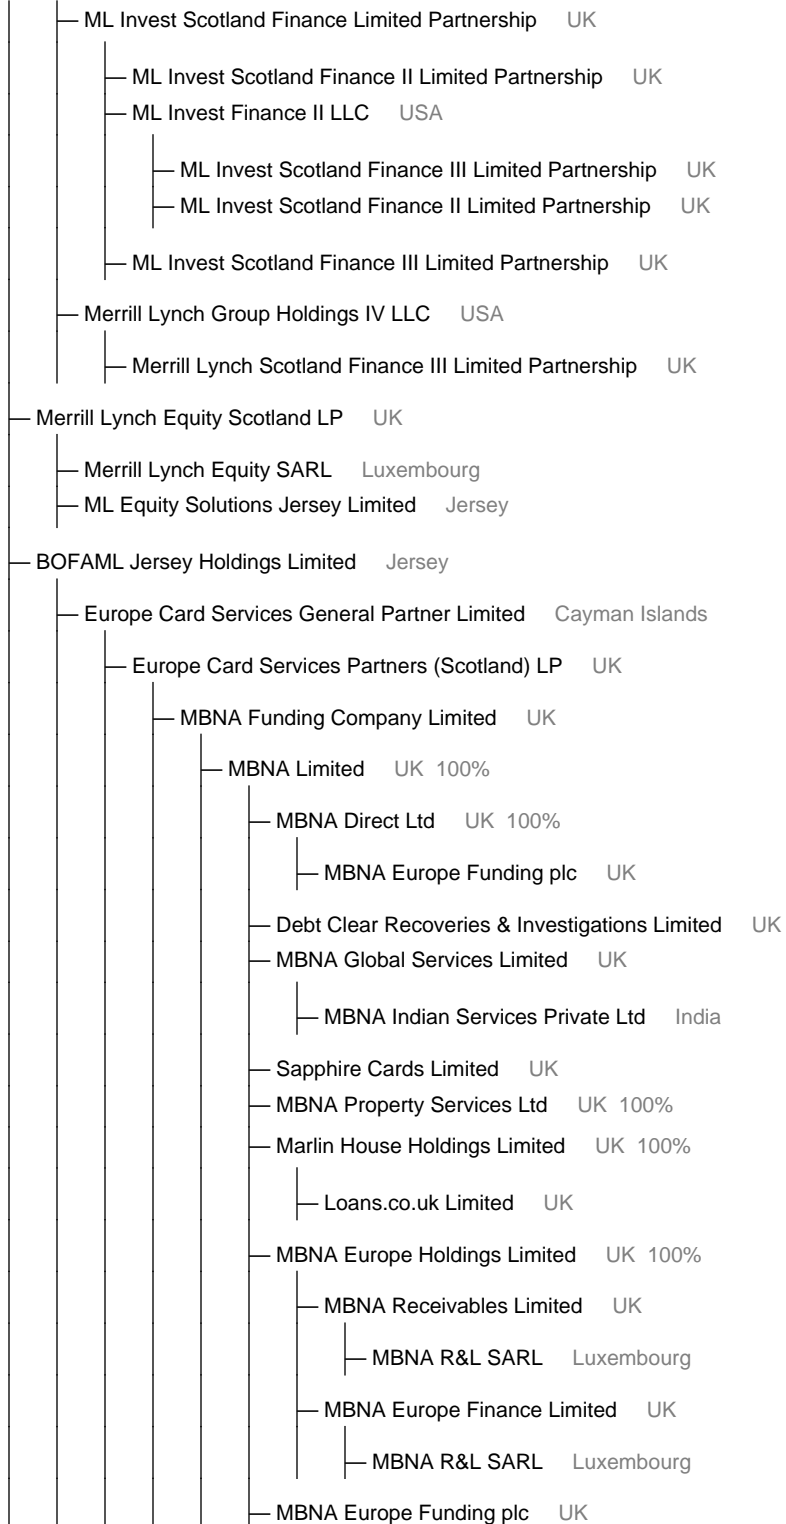 ML Invest Scotland Finance Limited Partnership UK
ML Invest Scotland Finance II Limited Partnership UK
ML Invest Finance II LLC USA
ML Invest Scotland Finance III Limited Partnership UK
ML Invest Scotland Finance II Limited Partnership UK
ML Invest Scotland Finance III Limited Partnership UK
Merrill Lynch Group Holdings IV LLC USA
Merrill Lynch Scotland Finance III Limited Partnership UK
Merrill Lynch Equity Scotland LP UK
Merrill Lynch Equity SARL Luxembourg
ML Equity Solutions Jersey Limited Jersey
BOFAML Jersey Holdings Limited Jersey
Europe Card Services General Partner Limited Cayman Islands
Europe Card Services Partners (Scotland) LP UK
MBNA Funding Company Limited UK
MBNA Limited UK 100%
MBNA Direct Ltd UK 100%
MBNA Europe Funding plc UK
Debt Clear Recoveries & Investigations Limited UK
MBNA Global Services Limited UK
MBNA Indian Services Private Ltd India
Sapphire Cards Limited UK
MBNA Property Services Ltd UK 100%
Marlin House Holdings Limited UK 100%
Loans.co.uk Limited UK
MBNA Europe Holdings Limited UK 100%
MBNA Receivables Limited UK
MBNA R&L SARL Luxembourg
MBNA Europe Finance Limited UK
MBNA R&L SARL Luxembourg
MBNA Europe Funding plc UK